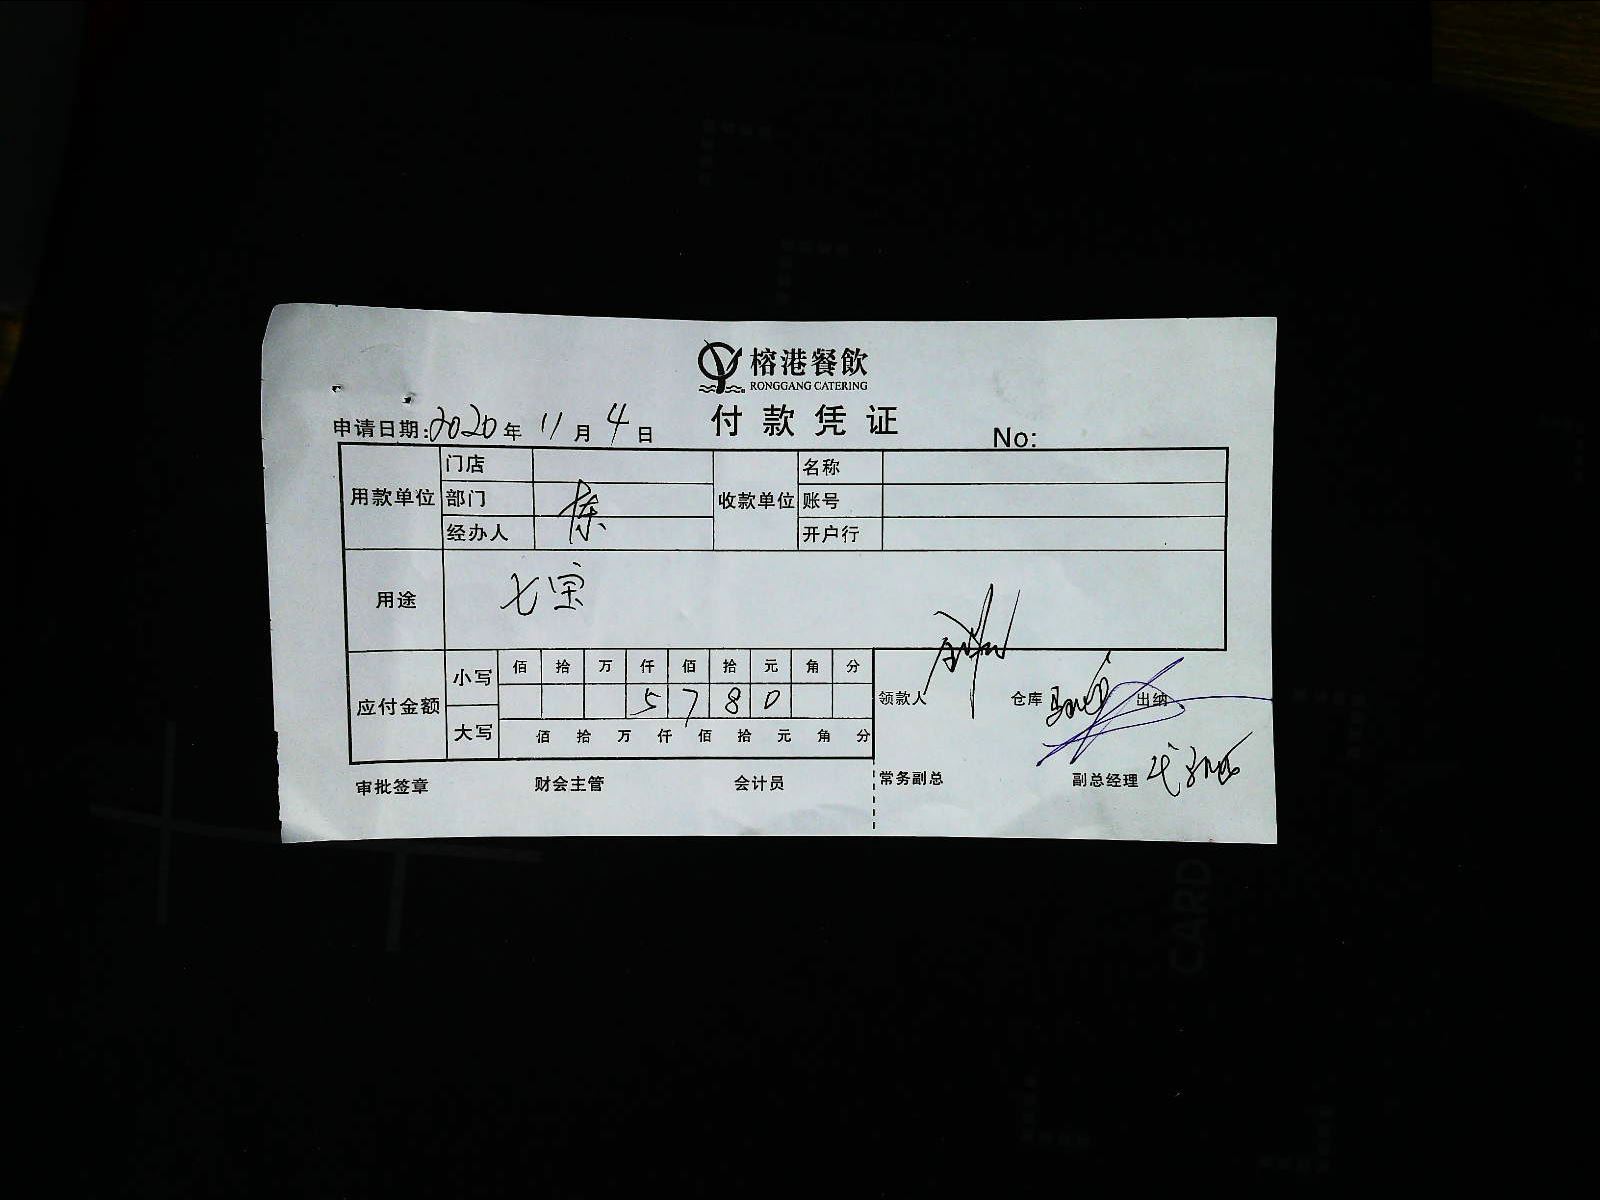 榕港餐飲
RONGGANG CATERING
付款凭证
申请日期:2020年11月4日
No:
用款单位 门店 收款单位 名称
部门 账号
经办人 陈 开户行
用途 七宝
应付金额 小写 佰 拾 万 仟 佰 拾 元 角 分
5 7 8 0
大写 佰 拾 万 仟 佰 拾 元 角 分
领款人 仓库 出纳
审批签章 财会主管 会计员 常务副总 副总经理
CARD